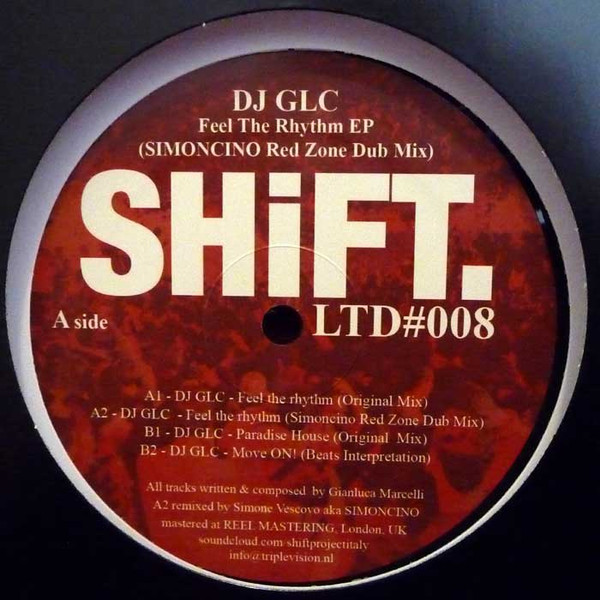 DJ GLC
Feel The Rhythm EP
(SIMONCINO Red Zone Dub Mix)
SHiFT.
A side
LTD#008
A1 - DJ GLC - Feel the rhythm (Original Mix)
A2 - DJ GLC - Feel the rhythm (Simoncino Red Zone Dub Mix)
B1 - DJ GLC - Paradise House (Original Mix)
B2 - DJ GLC - Move ON! (Beats Interpretation)
All tracks written & composed by Gianluca Marcelli
A2 remixed by Simone Vescovo aka SIMONCINO
mastered at REEL MASTERING, London, UK
soundcloud.com/shiftprojectitaly
info@triplevision.nl